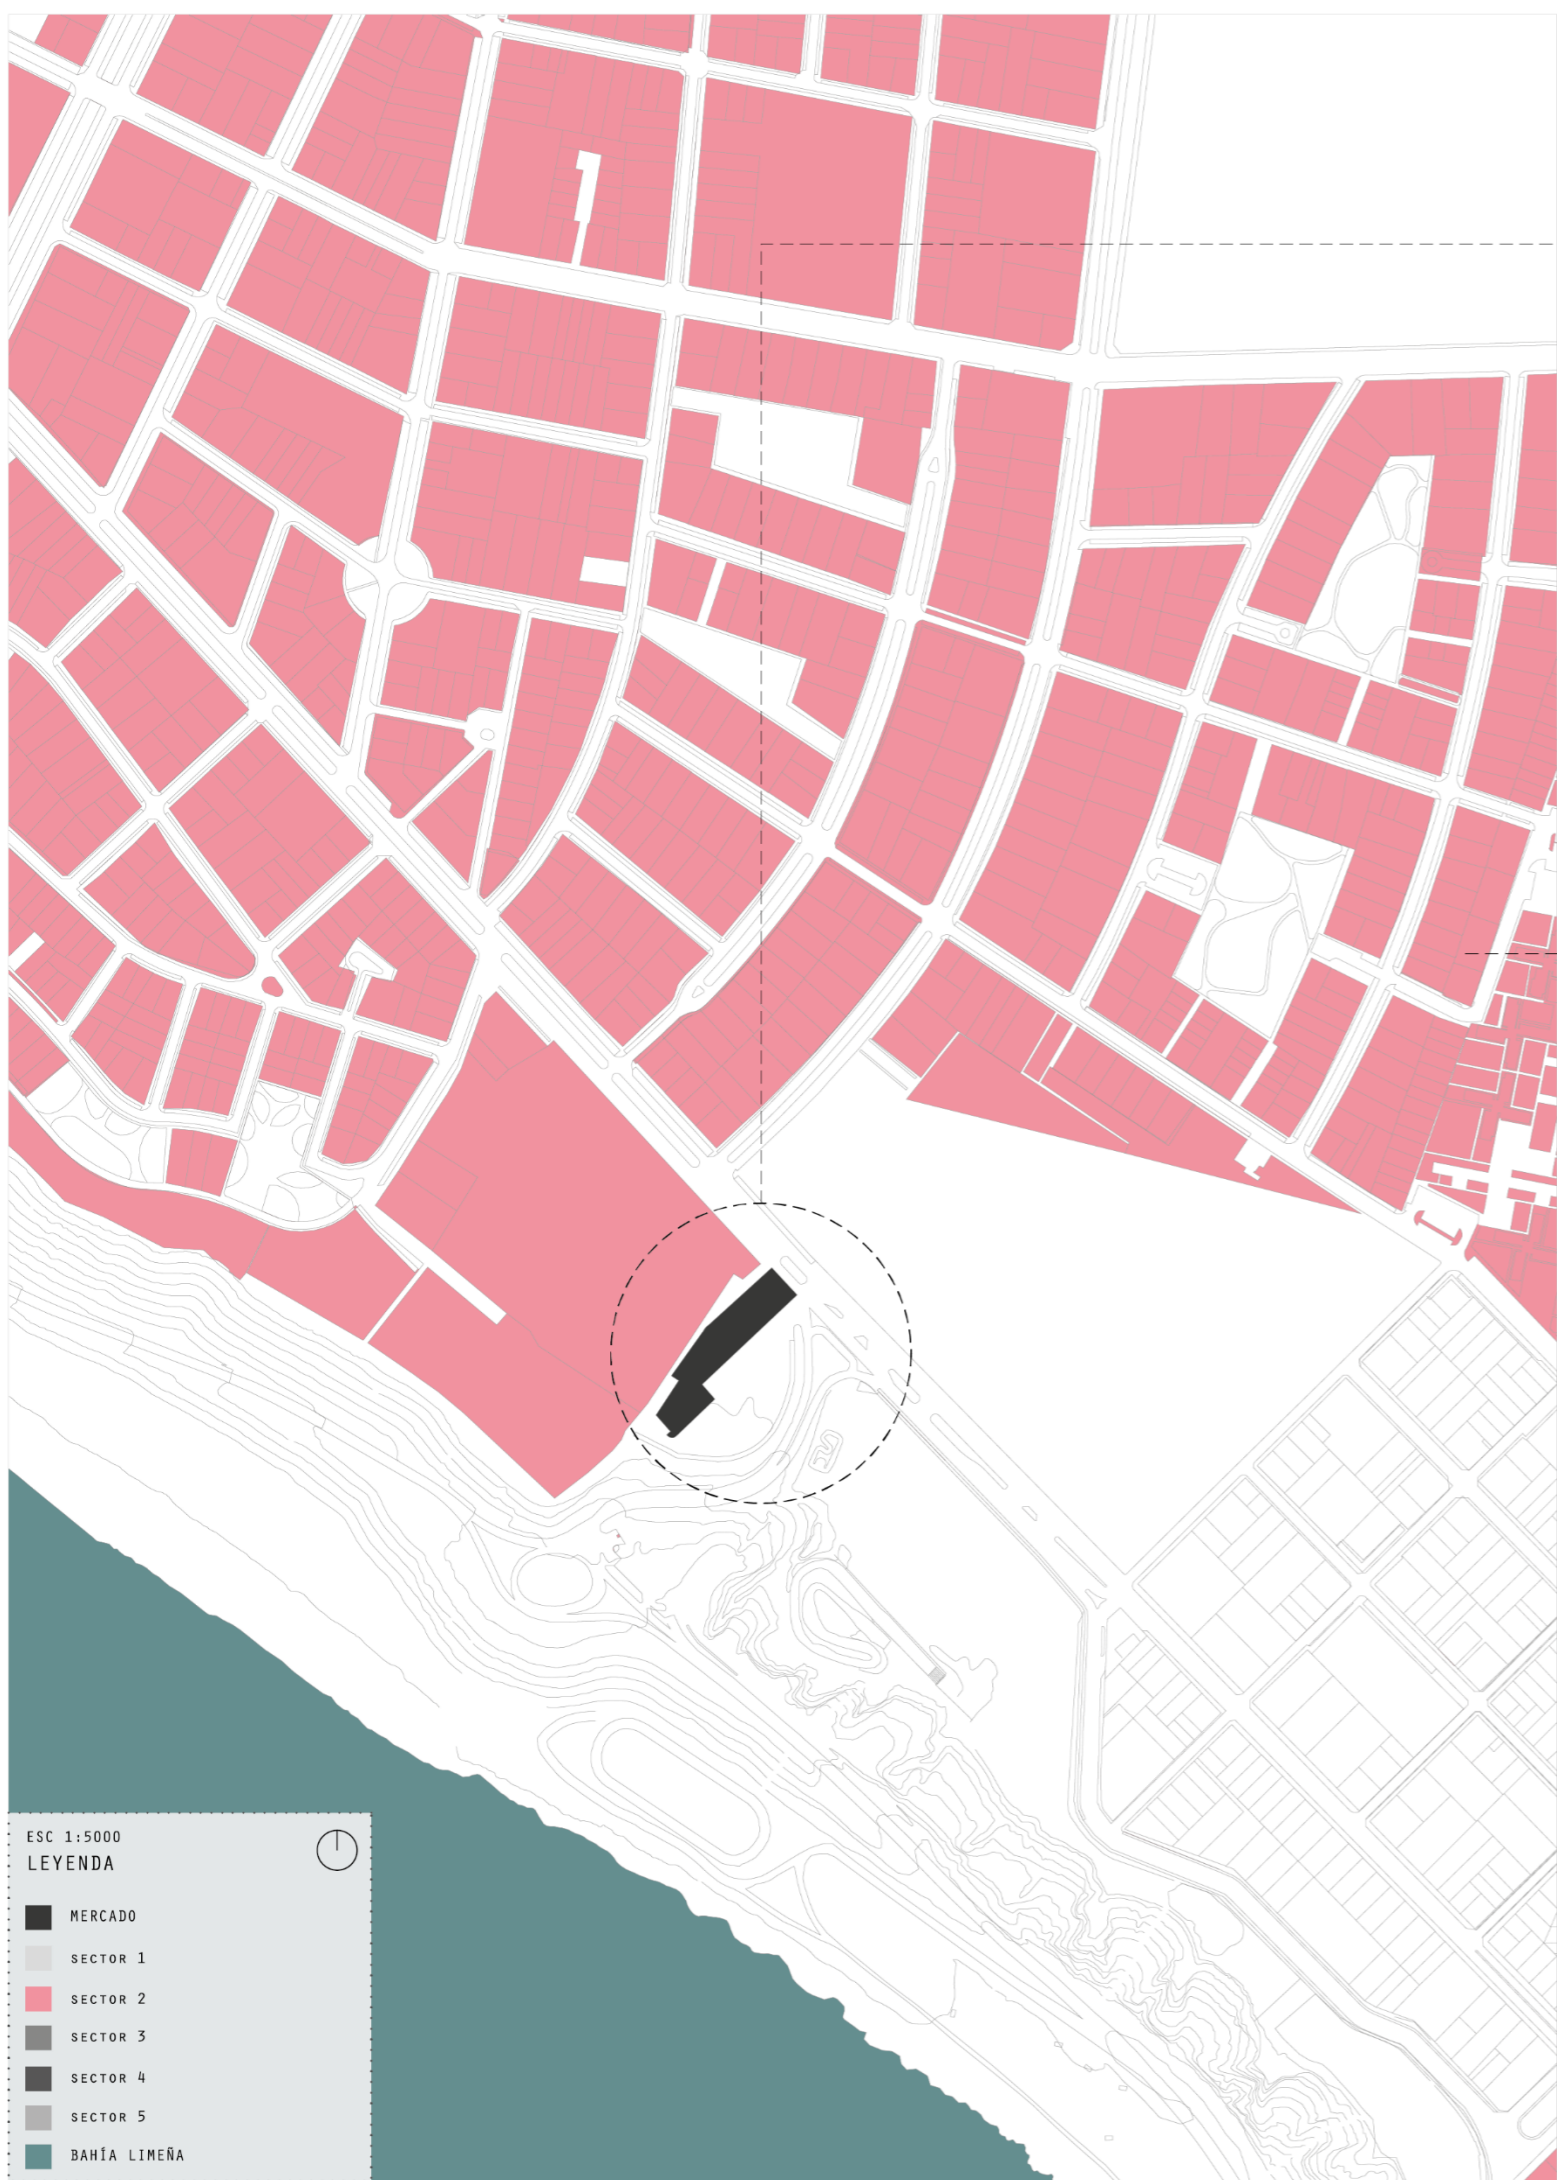 ESC 1:5000
LEYENDA
MERCADO
SECTOR 1
SECTOR 2
SECTOR 3
SECTOR 4
SECTOR 5
BAHÍA LIMEÑA